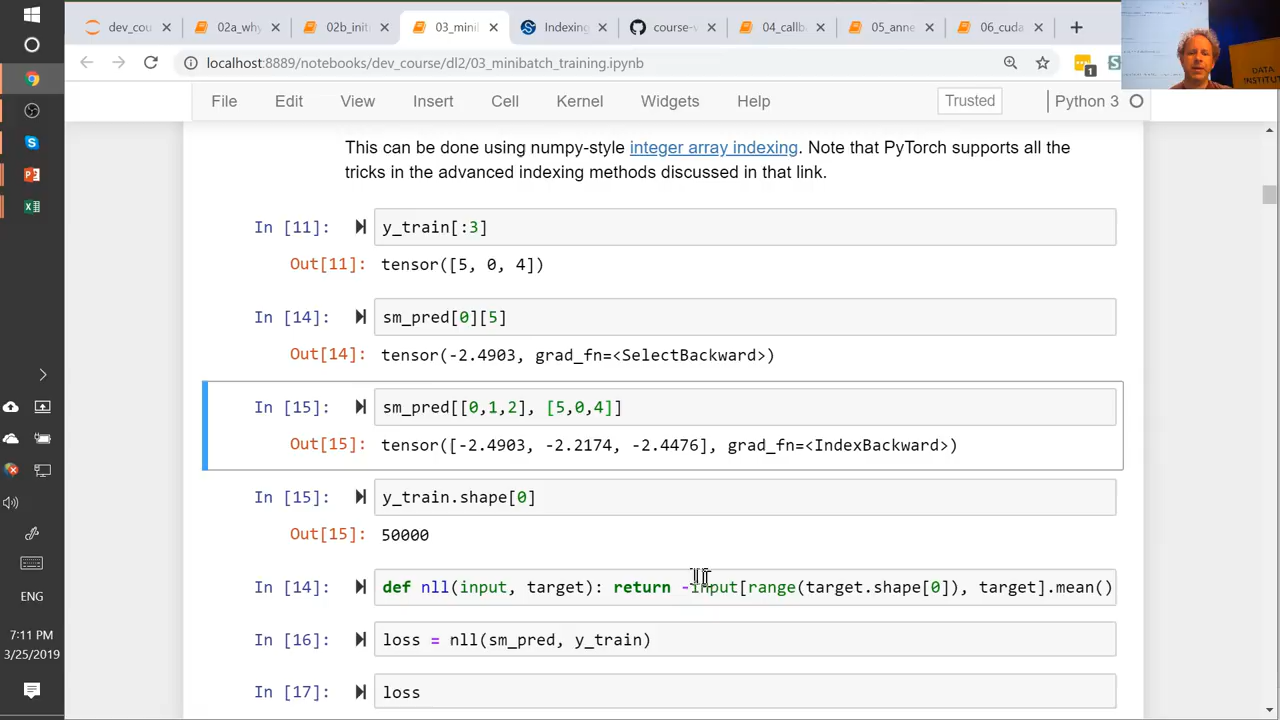 dev_cou
02a_why
02b_init
03_mini
Indexing
course
04_callb
05_anne
06_cuda
localhost:8889/notebooks/dev_course/dl2/03_minibatch_training.ipynb
1
DATA
INSTITUT
File Edit View Insert Cell Kernel Widgets Help
Trusted
Python 3
This can be done using numpy-style integer array indexing. Note that PyTorch supports all the
tricks in the advanced indexing methods discussed in that link.
In [11]: y_train[:3]
Out[11]: tensor([5, 0, 4])
In [14]: sm_pred[0][5]
Out[14]: tensor(-2.4903, grad_fn=<SelectBackward>)
In [15]: sm_pred[[0,1,2], [5,0,4]]
Out[15]: tensor([-2.4903, -2.2174, -2.4476], grad_fn=<IndexBackward>)
In [15]: y_train.shape[0]
Out[15]: 50000
In [14]: def nll(input, target): return -input[range(target.shape[0]), target].mean()
In [16]: loss = nll(sm_pred, y_train)
In [17]: loss
ENG
7:11 PM
3/25/2019